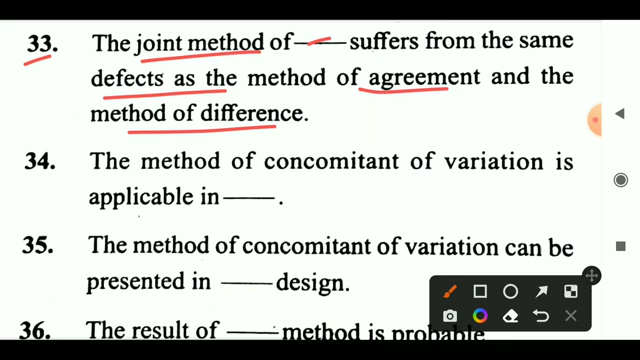 33. The joint method of —— suffers from the same
defects as the method of agreement and the
method of difference.
34. The method of concomitant of variation is
applicable in —— .
35. The method of concomitant of variation can be
presented in —— design.
36. The result of —— method is probable.